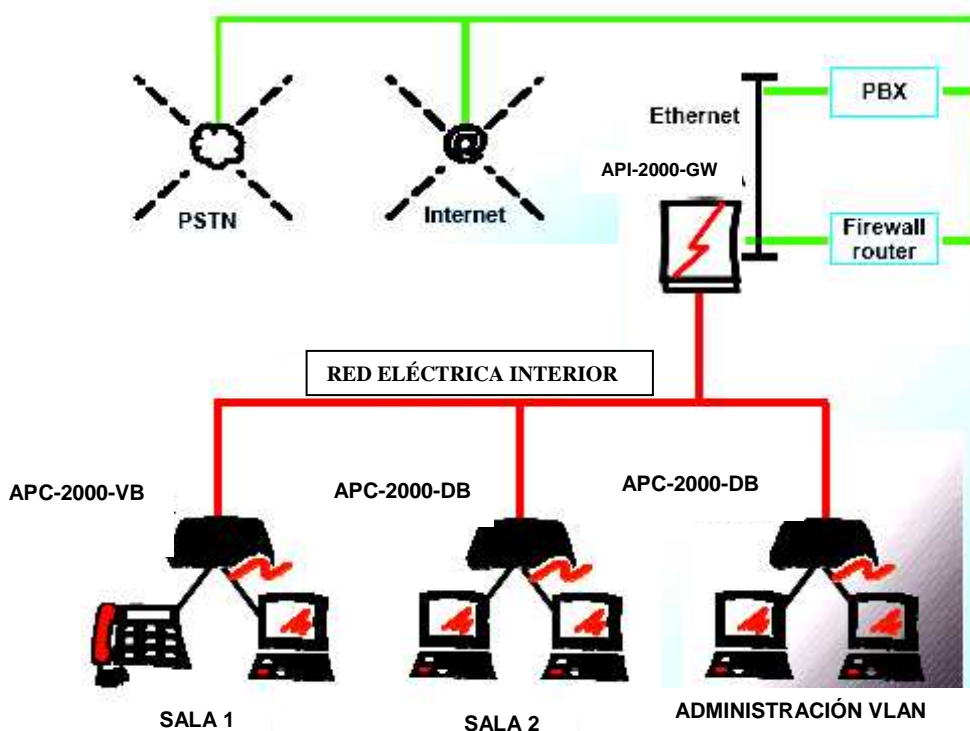 PBX
Ethernet
API-2000-GW
@
PSTN
Internet
Firewall
router
RED ELÉCTRICA INTERIOR
APC-2000-VB
APC-2000-DB
APC-2000-DB
SALA 1
SALA 2
ADMINISTRACIÓN VLAN